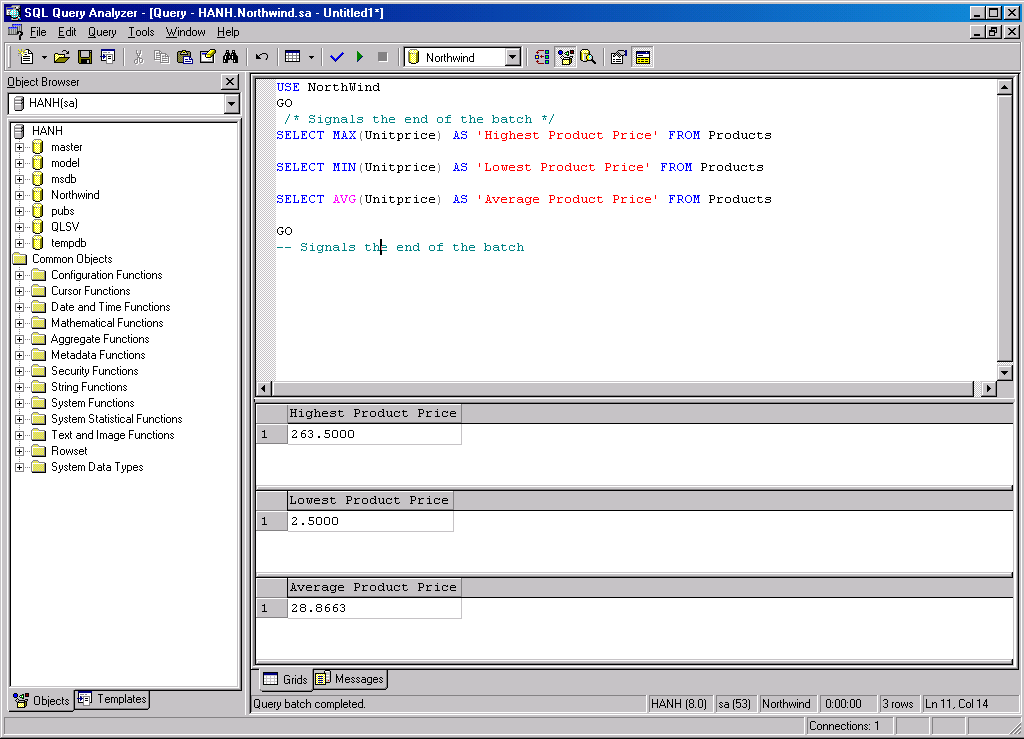 SQL Query Analyzer - [Query - HANH.Northwind.sa - Untitled1*]
File Edit Query Tools Window Help
Northwind
Object Browser
HANH(sa)
HANH
master
model
msdb
Northwind
pubs
QLSV
tempdb
Common Objects
Configuration Functions
Cursor Functions
Date and Time Functions
Mathematical Functions
Aggregate Functions
Metadata Functions
Security Functions
String Functions
System Functions
System Statistical Functions
Text and Image Functions
Rowset
System Data Types
Objects Templates
USE NorthWind
GO
/* Signals the end of the batch */
SELECT MAX(Unitprice) AS 'Highest Product Price' FROM Products
SELECT MIN(Unitprice) AS 'Lowest Product Price' FROM Products
SELECT AVG(Unitprice) AS 'Average Product Price' FROM Products
GO
-- Signals the end of the batch
Highest Product Price
1 263.5000
Lowest Product Price
1 2.5000
Average Product Price
1 28.8663
Grids Messages
Query batch completed. HANH (8.0) sa (53) Northwind 0:00:00 3 rows Ln 11, Col 14
Connections: 1